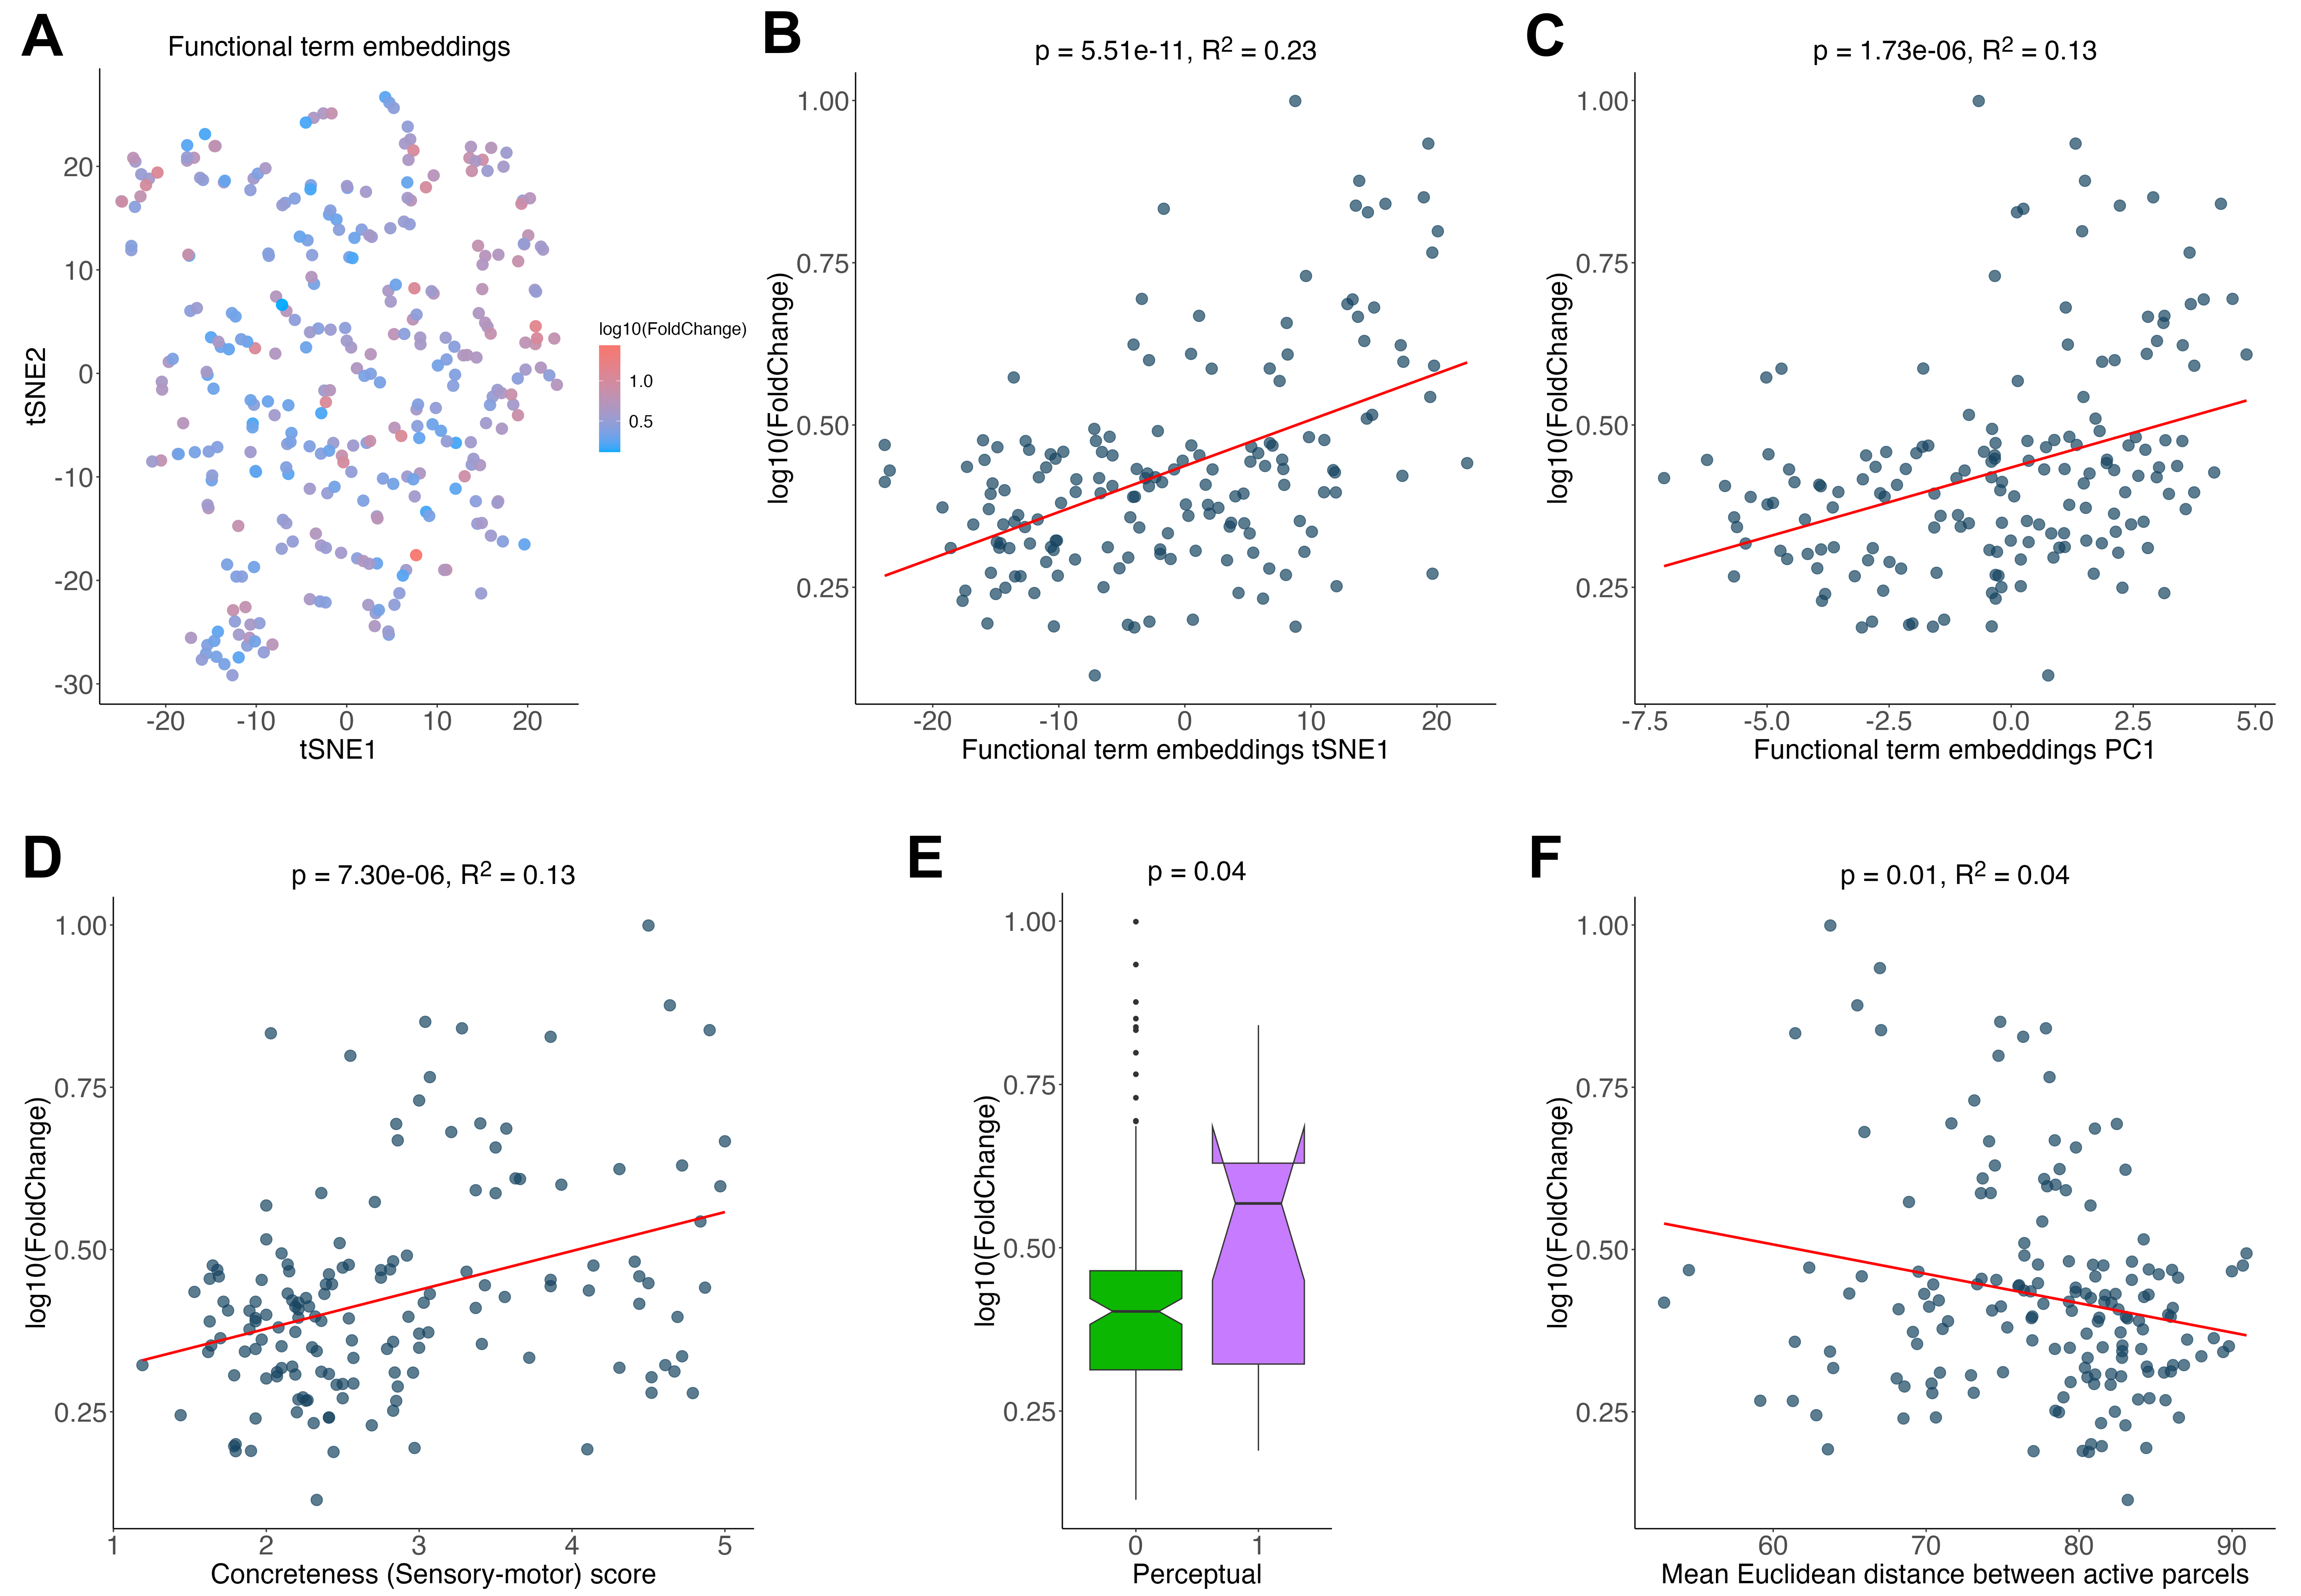 A
Functional term embeddings
20
10
0
-10
-20
-30
-20
-10
0
10
20
tSNE2
tSNE1
log10(FoldChange)
1.0
0.5
B
p = 5.51e-11, R² = 0.23
1.00
0.75
0.50
0.25
-20
-10
0
10
20
log10(FoldChange)
Functional term embeddings tSNE1
C
p = 1.73e-06, R² = 0.13
1.00
0.75
0.50
0.25
-7.5
-5.0
-2.5
0.0
2.5
5.0
log10(FoldChange)
Functional term embeddings PC1
D
p = 7.30e-06, R² = 0.13
1.00
0.75
0.50
0.25
1
2
3
4
5
log10(FoldChange)
Concreteness (Sensory-motor) score
E
p = 0.04
1.00
0.75
0.50
0.25
0
1
log10(FoldChange)
Perceptual
F
p = 0.01, R² = 0.04
1.00
0.75
0.50
0.25
60
70
80
90
log10(FoldChange)
Mean Euclidean distance between active parcels